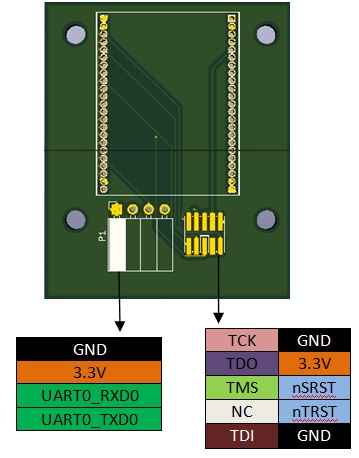 P1
GND
3.3V
UART0_RXD0
UART0_TXD0
TCK GND
TDO 3.3V
TMS nSRST
NC nTRST
TDI GND